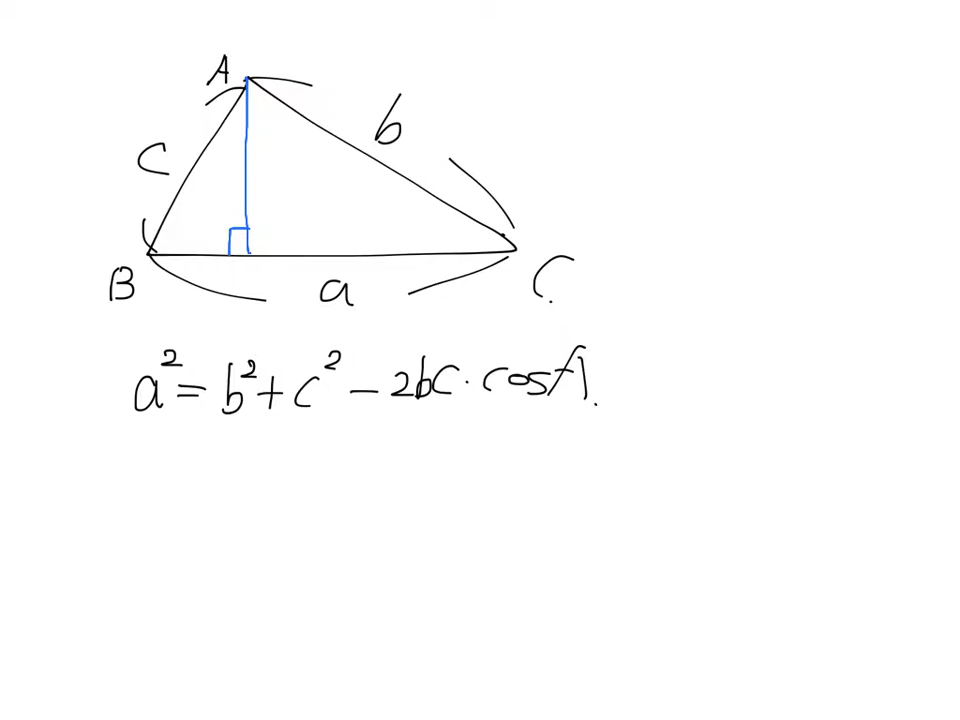 A
b
c
B
a
C
a² = b² + c² - 2bc · cosA.